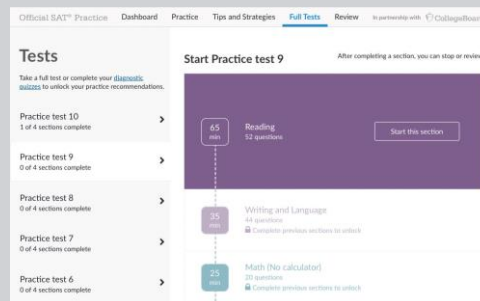 Official SAT® Practice
Dashboard
Practice
Tips and Strategies
Full Tests
Review
In partnership with
CollegeBoar
Tests
Take a full test or complete your diagnostic
quizzes to unlock your practice recommendations.
Practice test 10
1 of 4 sections complete
Practice test 9
0 of 4 sections complete
Practice test 8
0 of 4 sections complete
Practice test 7
0 of 4 sections complete
Practice test 6
0 of 4 sections complete
Start Practice test 9
After completing a section, you can stop or review
65
min
Reading
52 questions
Start this section
35
min
Writing and Language
44 questions
Complete previous sections to unlock
25
min
Math (No calculator)
20 questions
Complete previous sections to unlock